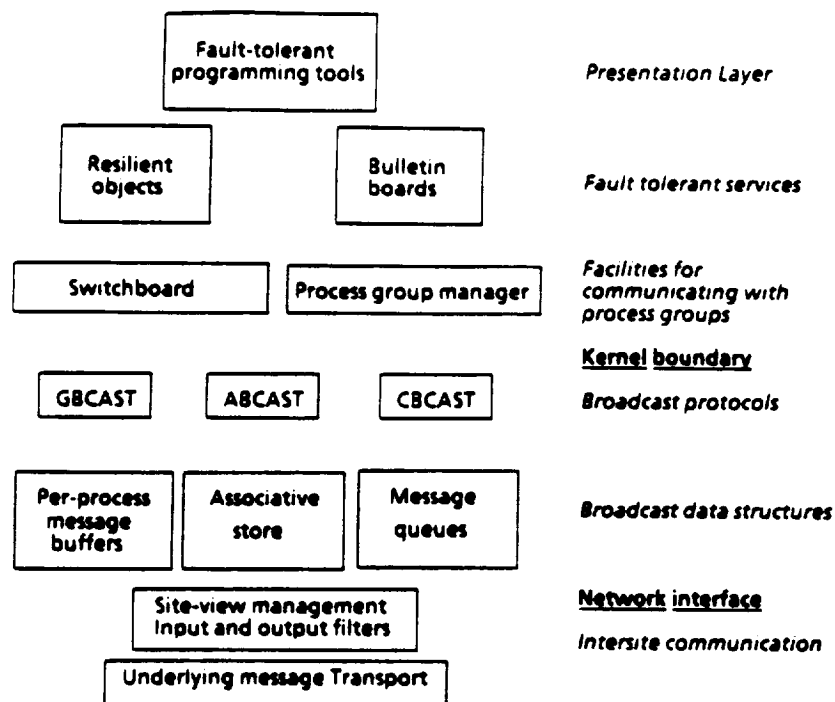 Fault-tolerant
programming tools
Presentation Layer
Resilient
objects
Bulletin
boards
Fault tolerant services
Switchboard
Process group manager
Facilities for
communicating with
process groups
Kernel boundary
GBCAST
ABCAST
CBCAST
Broadcast protocols
Per-process
message
buffers
Associative
store
Message
queues
Broadcast data structures
Site-view management
Input and output filters
Network interface
Intersite communication
Underlying message Transport